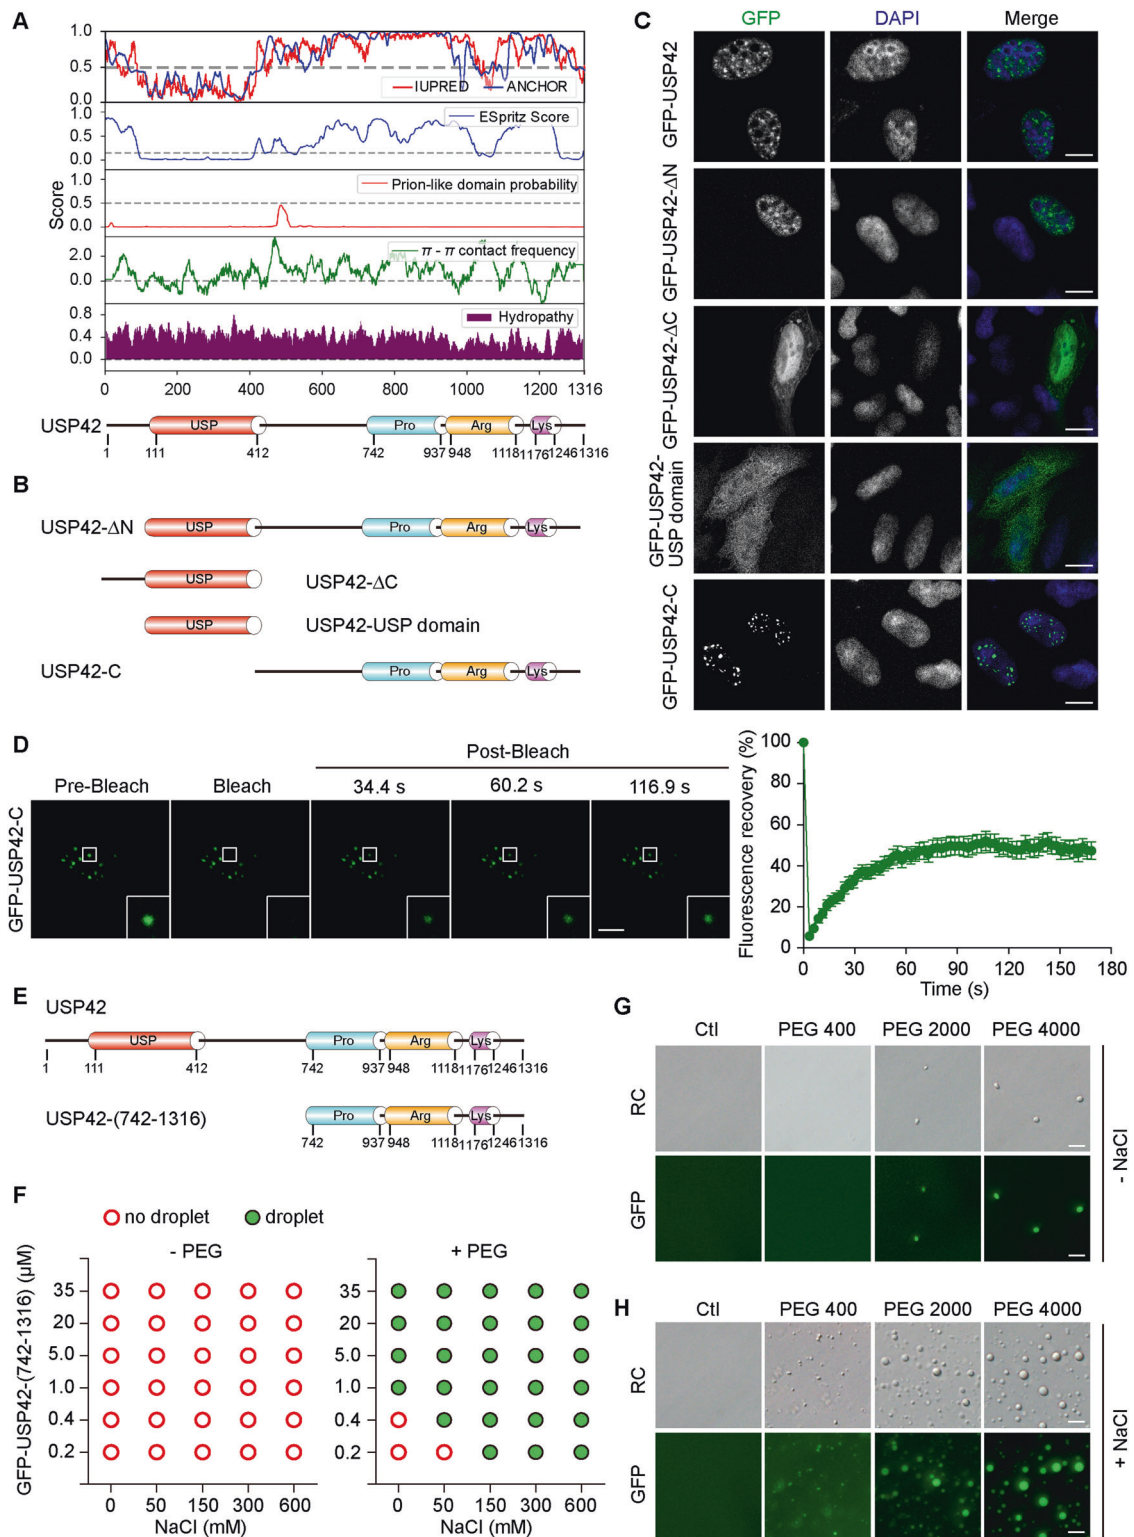 A
1.0
0.5
0.0
IUPRED
ANCHOR
1.0
0.5
0.0
ESpritz Score
1.0
0.5
0.0
Prion-like domain probability
2.0
1.0
0.0
π - π contact frequency
0.8
0.4
0.0
Hydropathy
Score
0 200 400 600 800 1000 1200 1316
USP42
USP Pro Arg Lys
1 111 412 742 937 948 1118 1176 1246 1316
B
USP42-ΔN
USP Pro Arg Lys
USP
USP42-ΔC
USP
USP42-USP domain
USP42-C
Pro Arg Lys
C
GFP DAPI Merge
GFP-USP42
GFP-USP42-ΔN
GFP-USP42-ΔC
GFP-USP42-
USP domain
GFP-USP42-C
D
Post-Bleach
Pre-Bleach Bleach 34.4 s 60.2 s 116.9 s
GFP-USP42-C
Fluorescence recovery (%)
100
80
60
40
20
0
0 30 60 90 120 150 180
Time (s)
E
USP42
USP Pro Arg Lys
1 111 412 742 937 948 1118 1176 1246 1316
USP42-(742-1316)
Pro Arg Lys
742 937 948 1118 1176 1246 1316
F
no droplet droplet
- PEG + PEG
GFP-USP42-(742-1316) (μM)
35
20
5.0
1.0
0.4
0.2
0 50 150 300 600
NaCl (mM)
35
20
5.0
1.0
0.4
0.2
0 50 150 300 600
NaCl (mM)
G
Ctl PEG 400 PEG 2000 PEG 4000
RC
GFP
- NaCl
H
Ctl PEG 400 PEG 2000 PEG 4000
RC
GFP
+ NaCl